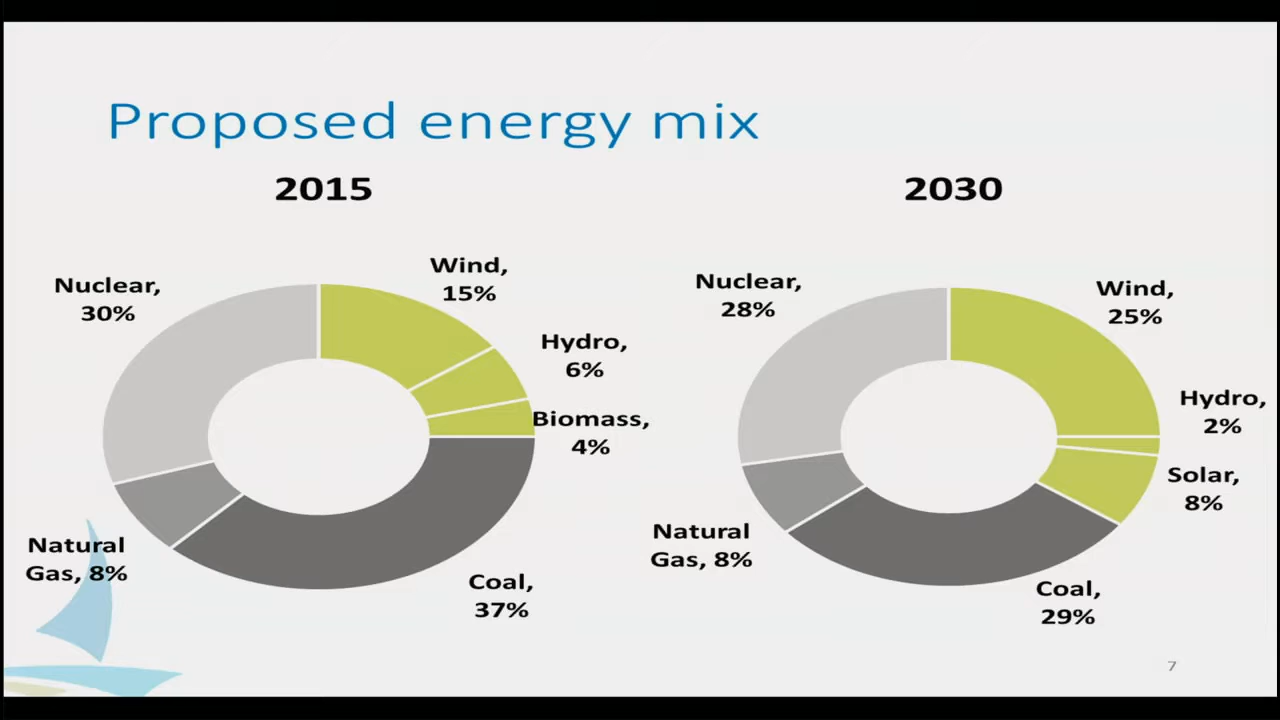 Proposed energy mix
2015
Nuclear,
30%
Wind,
15%
Hydro,
6%
Biomass,
4%
Natural
Gas, 8%
Coal,
37%
2030
Nuclear,
28%
Wind,
25%
Hydro,
2%
Solar,
8%
Natural
Gas, 8%
Coal,
29%
7